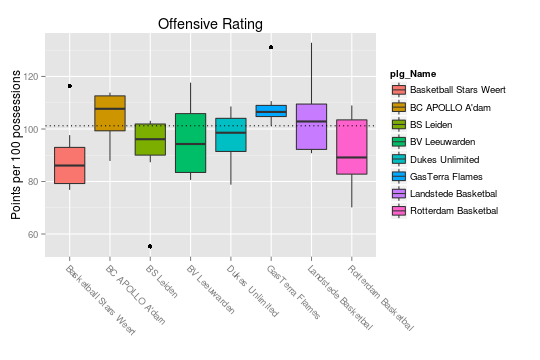 Offensive Rating
Points per 100 possessions
120
100
80
60
Basketball Stars Weert
BC APOLLO A'dam
BS Leiden
BV Leeuwarden
Dukes Unlimited
GasTerra Flames
Landstede Basketbal
Rotterdam Basketbal
plg_Name
Basketball Stars Weert
BC APOLLO A'dam
BS Leiden
BV Leeuwarden
Dukes Unlimited
GasTerra Flames
Landstede Basketbal
Rotterdam Basketbal